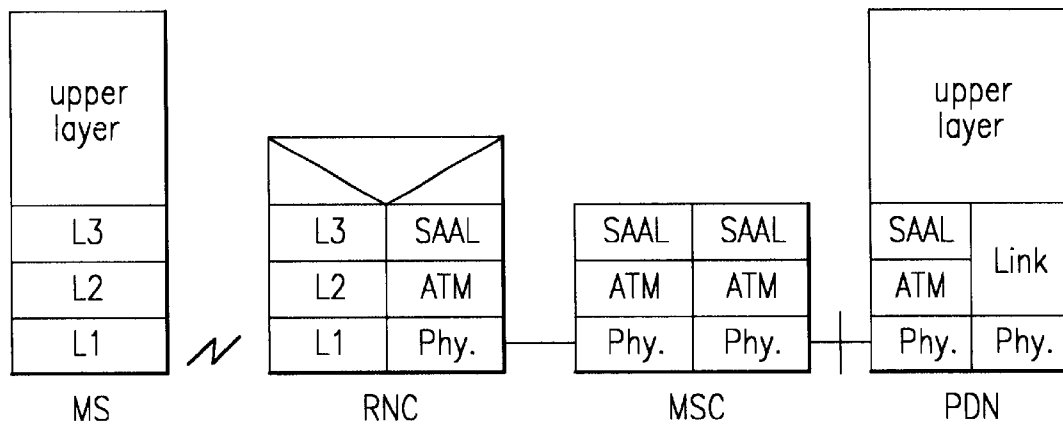 upper
layer
upper
layer
L3 L3 SAAL SAAL SAAL SAAL
Link
L2 L2 ATM ATM ATM ATM
L1 L1 Phy. Phy. Phy. Phy. Phy.
MS RNC MSC PDN